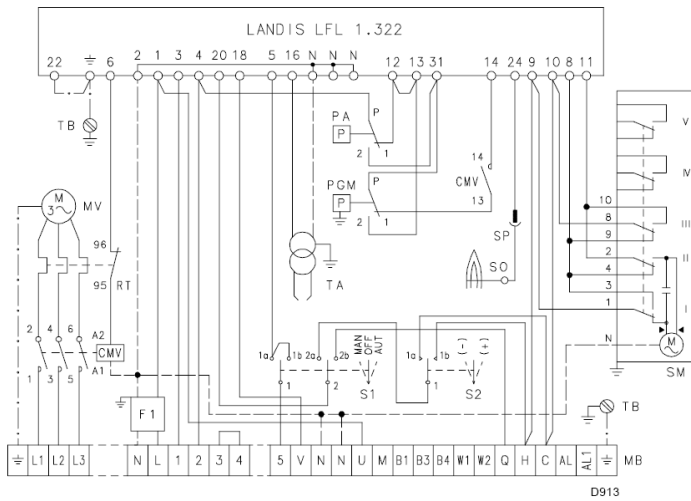 LANDIS LFL 1.322
22 6 2 1 3 4 20 18 5 16 N N N 12 13 31 14 24 9 10 8 11
TB
PA P P 2 1
PGM P P 2 1
14 CMV 13
SP
SO
TA
M 3 MV
96 95 RT
2 4 6 A2
CMV
1 3 5 A1
F1
1a 1b 2a 2b 1 2
MAN OFF AUT
S1
1a 1b 1
(-) (+)
S2
V
IV
10 8 9 III
2 4 II
3 1 I
N M
SM
TB
L1 L2 L3 N L 1 2 3 4 5 V N N U M B1 B3 B4 W1 W2 Q H C AL AL1 MB
D913